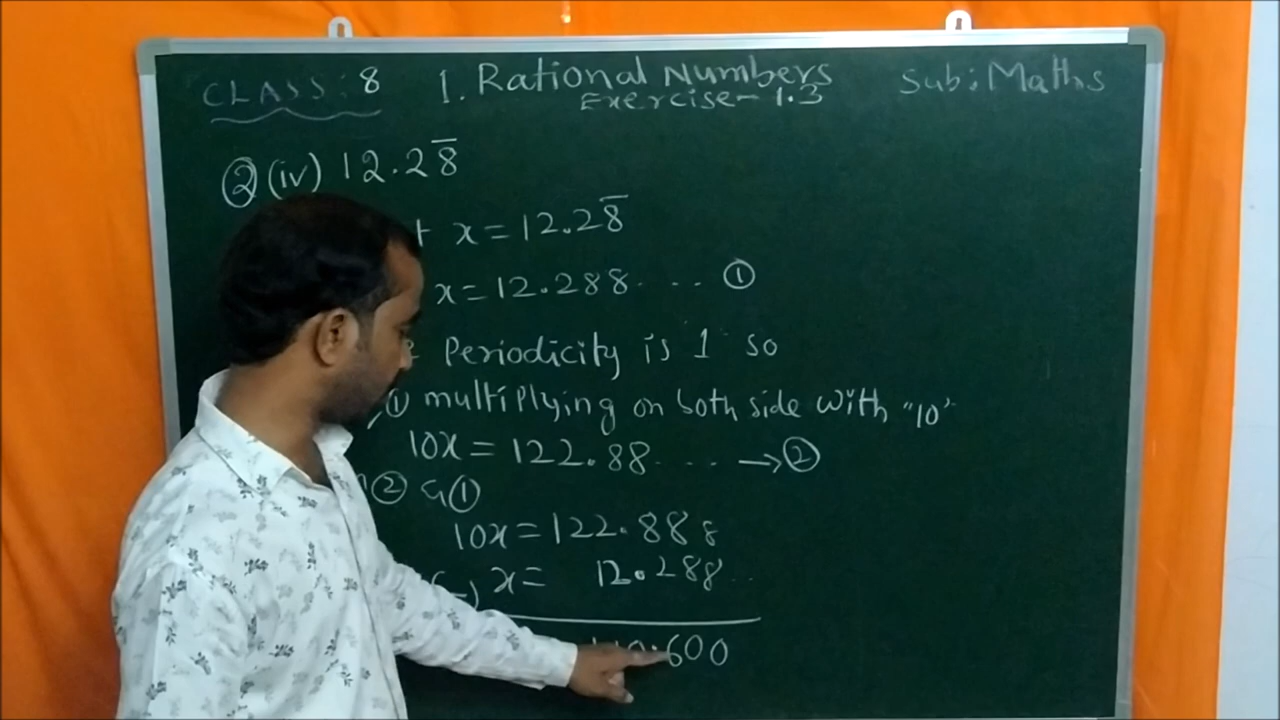 CLASS: 8 1. Rational Numbers Sub: Maths
Exercise-1.3
② (iv) 12.28̅
x = 12.28̅
x = 12.288.... ①
Periodicity is 1 so
① multiplying on both side with "10"
10x = 122.88.... → ②
② ①
10x = 122.888
(-) x = 12.288..
.600